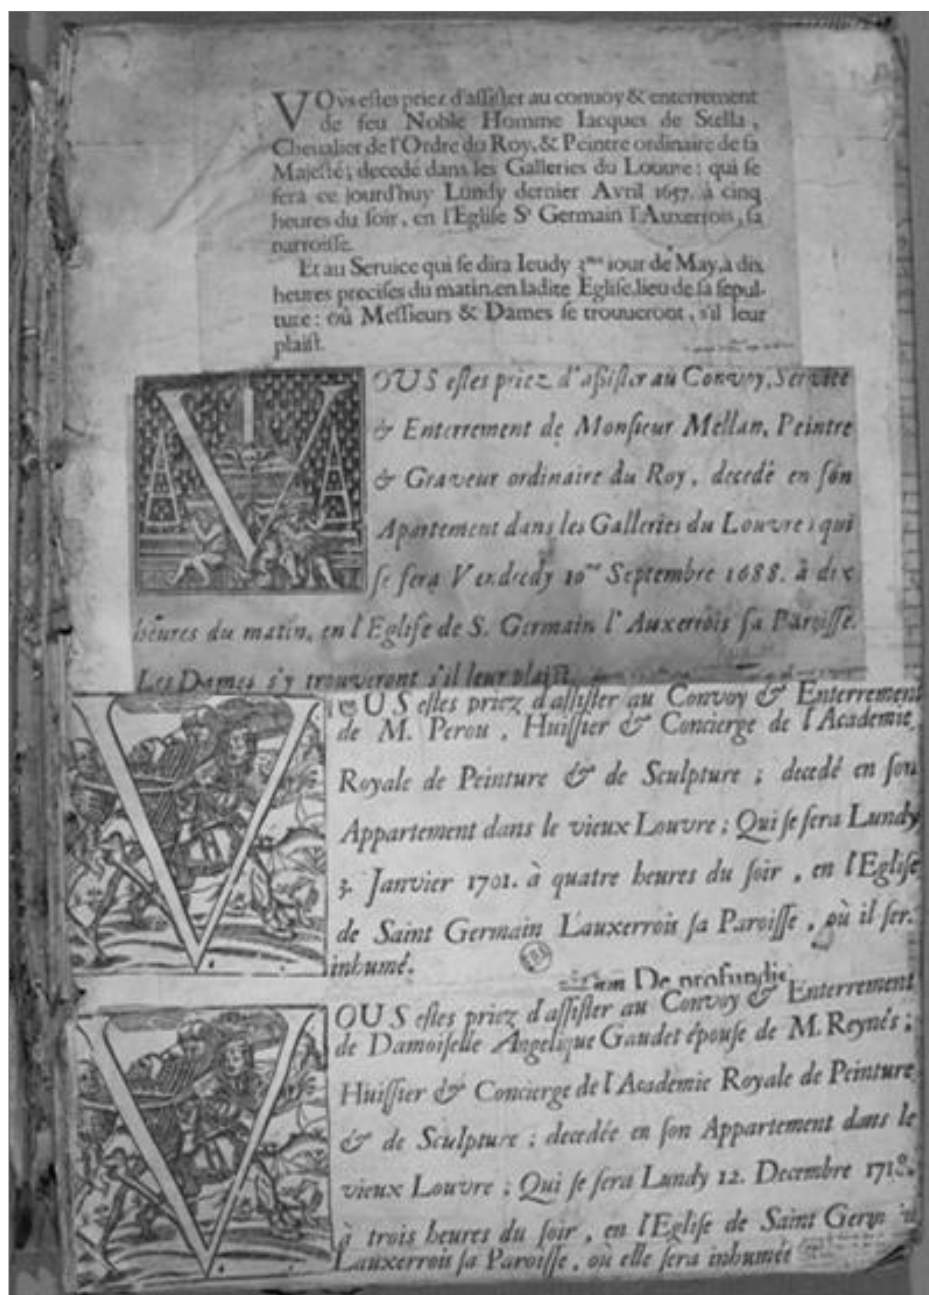 VOvs estes priez d'assister au conuoy & enterrement
de feu Noble Homme Iacques de Stella,
Cheualier de l'Ordre du Roy, & Peintre ordinaire de sa
Majesté; decedé dans les Galleries du Louure: qui se
fera ce jourd'huy Lundy dernier Avril 1657. à cinq
heures du soir, en l'Eglise St Germain l'Auxerrois, sa
parroisse.
Et au Seruice qui se dira Ieudy 3me iour de May, à dix
heures precises du matin, en ladite Eglise, lieu de sa sepul-
ture: où Messieurs & Dames se trouueront, s'il leur
plaist.
VOUS estes priez d'assister au Convoy, Service
& Enterrement de Monsieur Mellan, Peintre
& Graveur ordinaire du Roy, decedé en son
Apartement dans les Galleries du Louvre; qui
se fera Vendredy 10me Septembre 1688. à dix
heures du matin, en l'Eglise de S. Germain l'Auxerrois sa Paroisse.
Les Dames s'y trouveront s'il leur plaist.
VOUS estes priez d'assister au Convoy & Enterrement
de M. Perou, Huissier & Concierge de l'Academie
Royale de Peinture & de Sculpture; decedé en son
Appartement dans le vieux Louvre; Qui se fera Lundy
3. Janvier 1701. à quatre heures du soir, en l'Eglise
de Saint Germain Lauxerrois sa Paroisse, où il ser.
inhumé.
De profundis
VOUS estes priez d'assister au Convoy & Enterrement
de Damoiselle Angelique Gaudet épouse de M. Reynés;
Huissier & Concierge de l'Academie Royale de Peinture
& de Sculpture; decedée en son Appartement dans le
vieux Louvre; Qui se fera Lundy 12. Decembre 1718.
à trois heures du soir, en l'Eglise de Saint Germain
Lauxerrois sa Paroisse, où elle sera inhumée